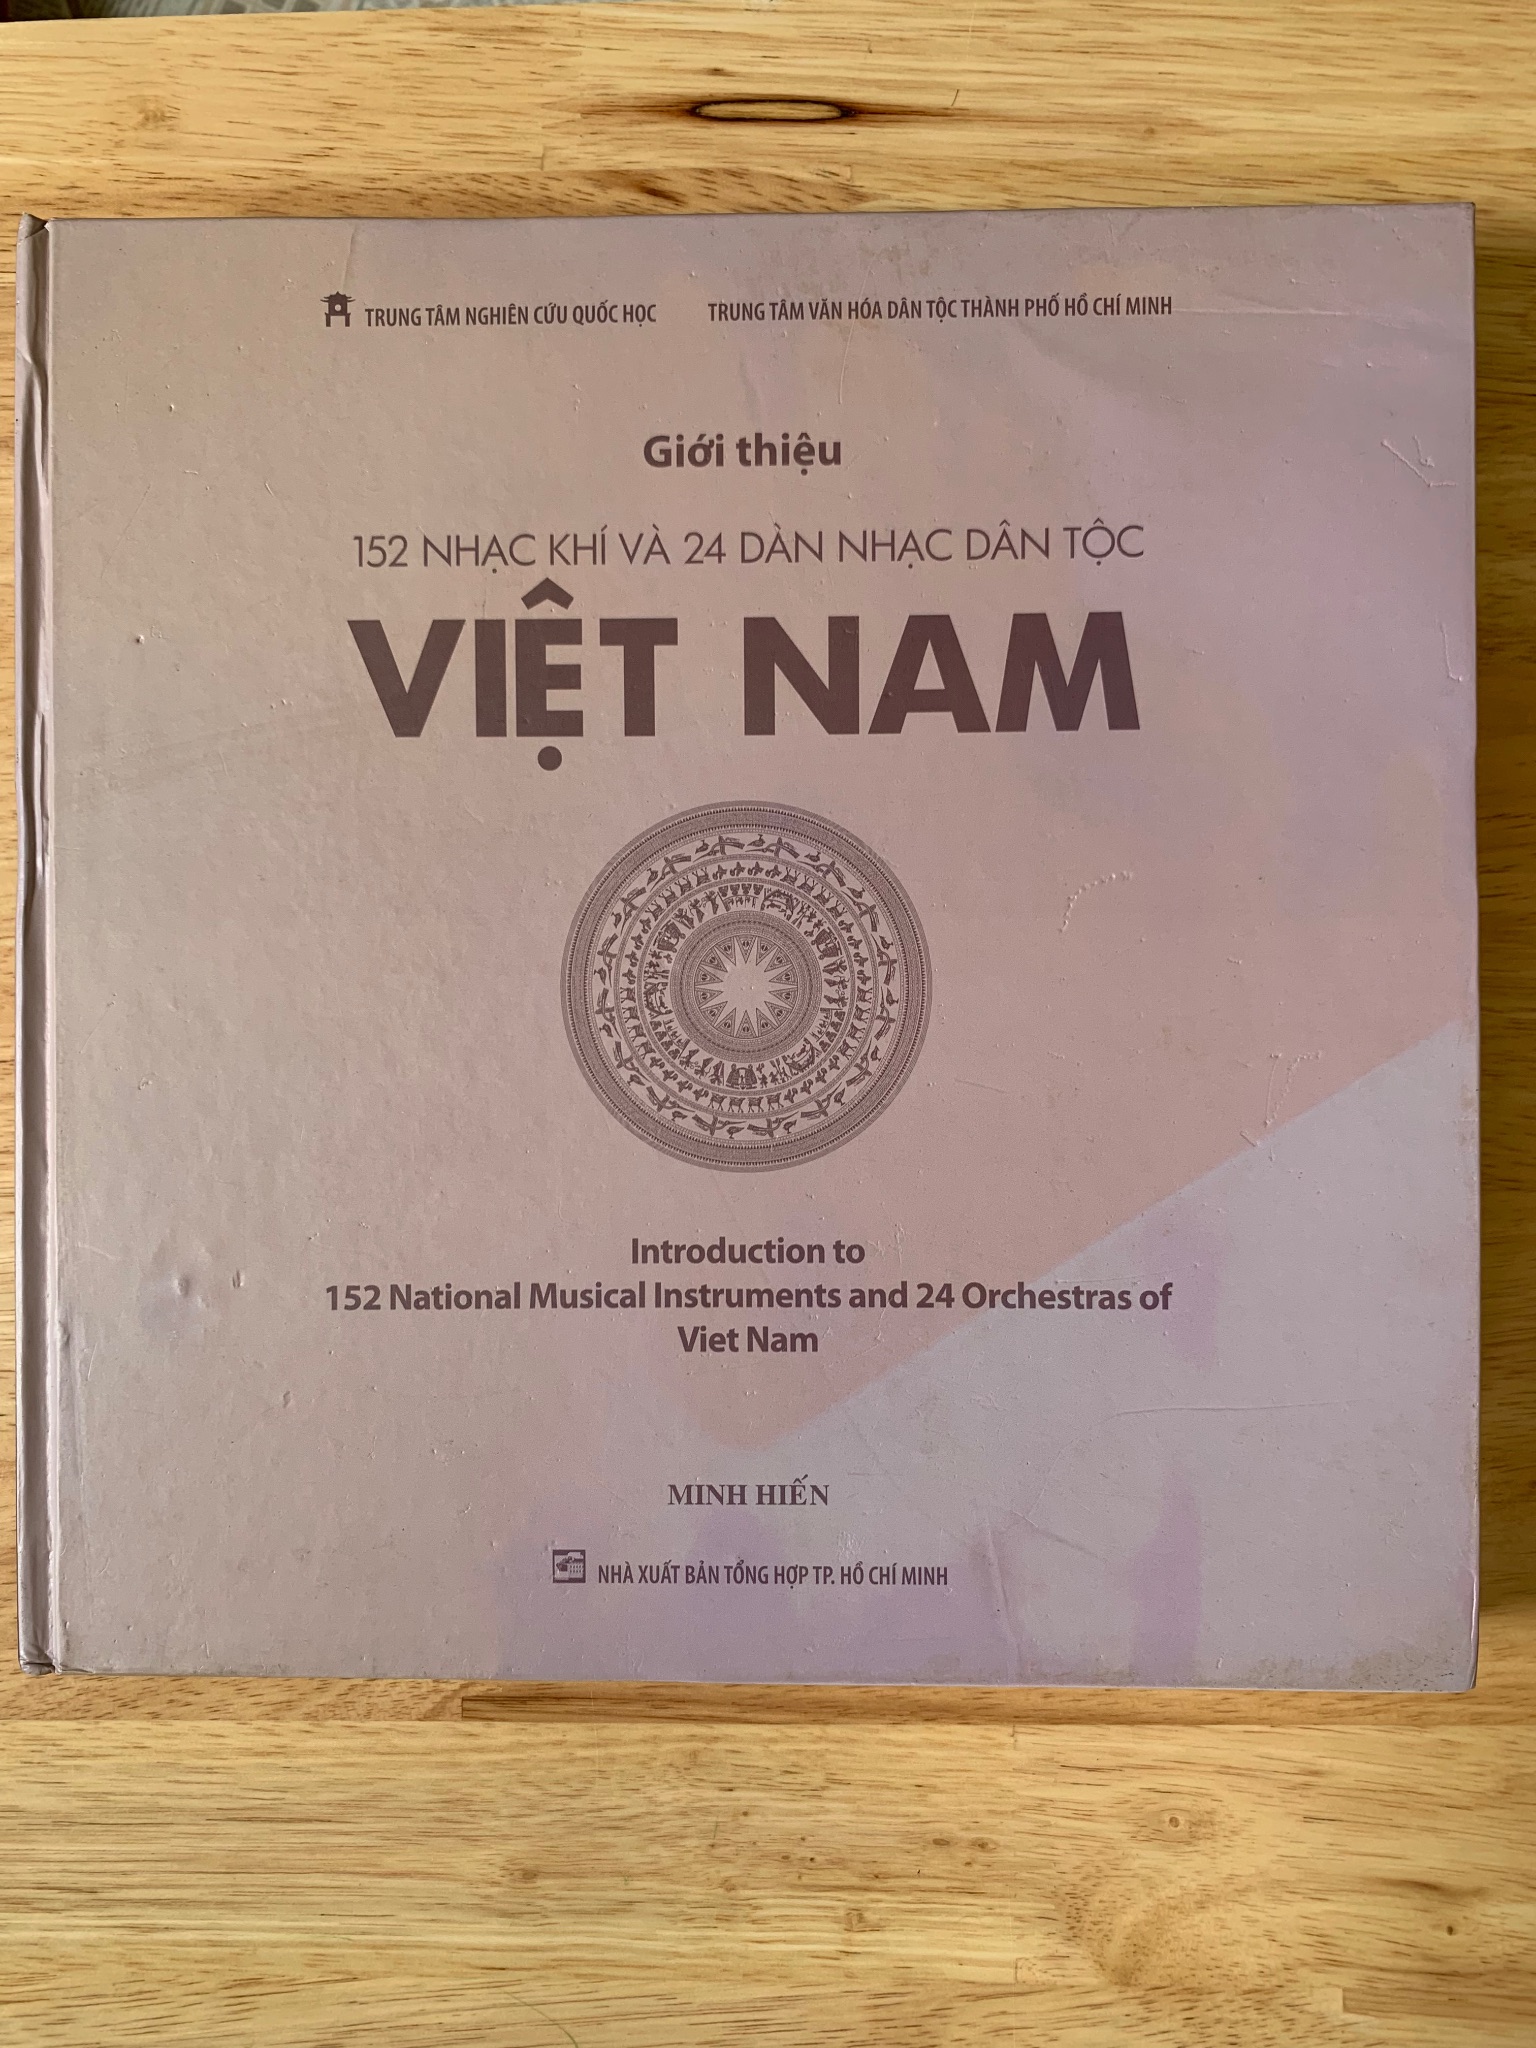 TRUNG TÂM NGHIÊN CỨU QUỐC HỌC
TRUNG TÂM VĂN HÓA DÂN TỘC THÀNH PHỐ HỒ CHÍ MINH
Giới thiệu
152 NHẠC KHÍ VÀ 24 DÀN NHẠC DÂN TỘC
VIỆT NAM
Introduction to
152 National Musical Instruments and 24 Orchestras of
Viet Nam
MINH HIẾN
NHÀ XUẤT BẢN TỔNG HỢP TP. HỒ CHÍ MINH